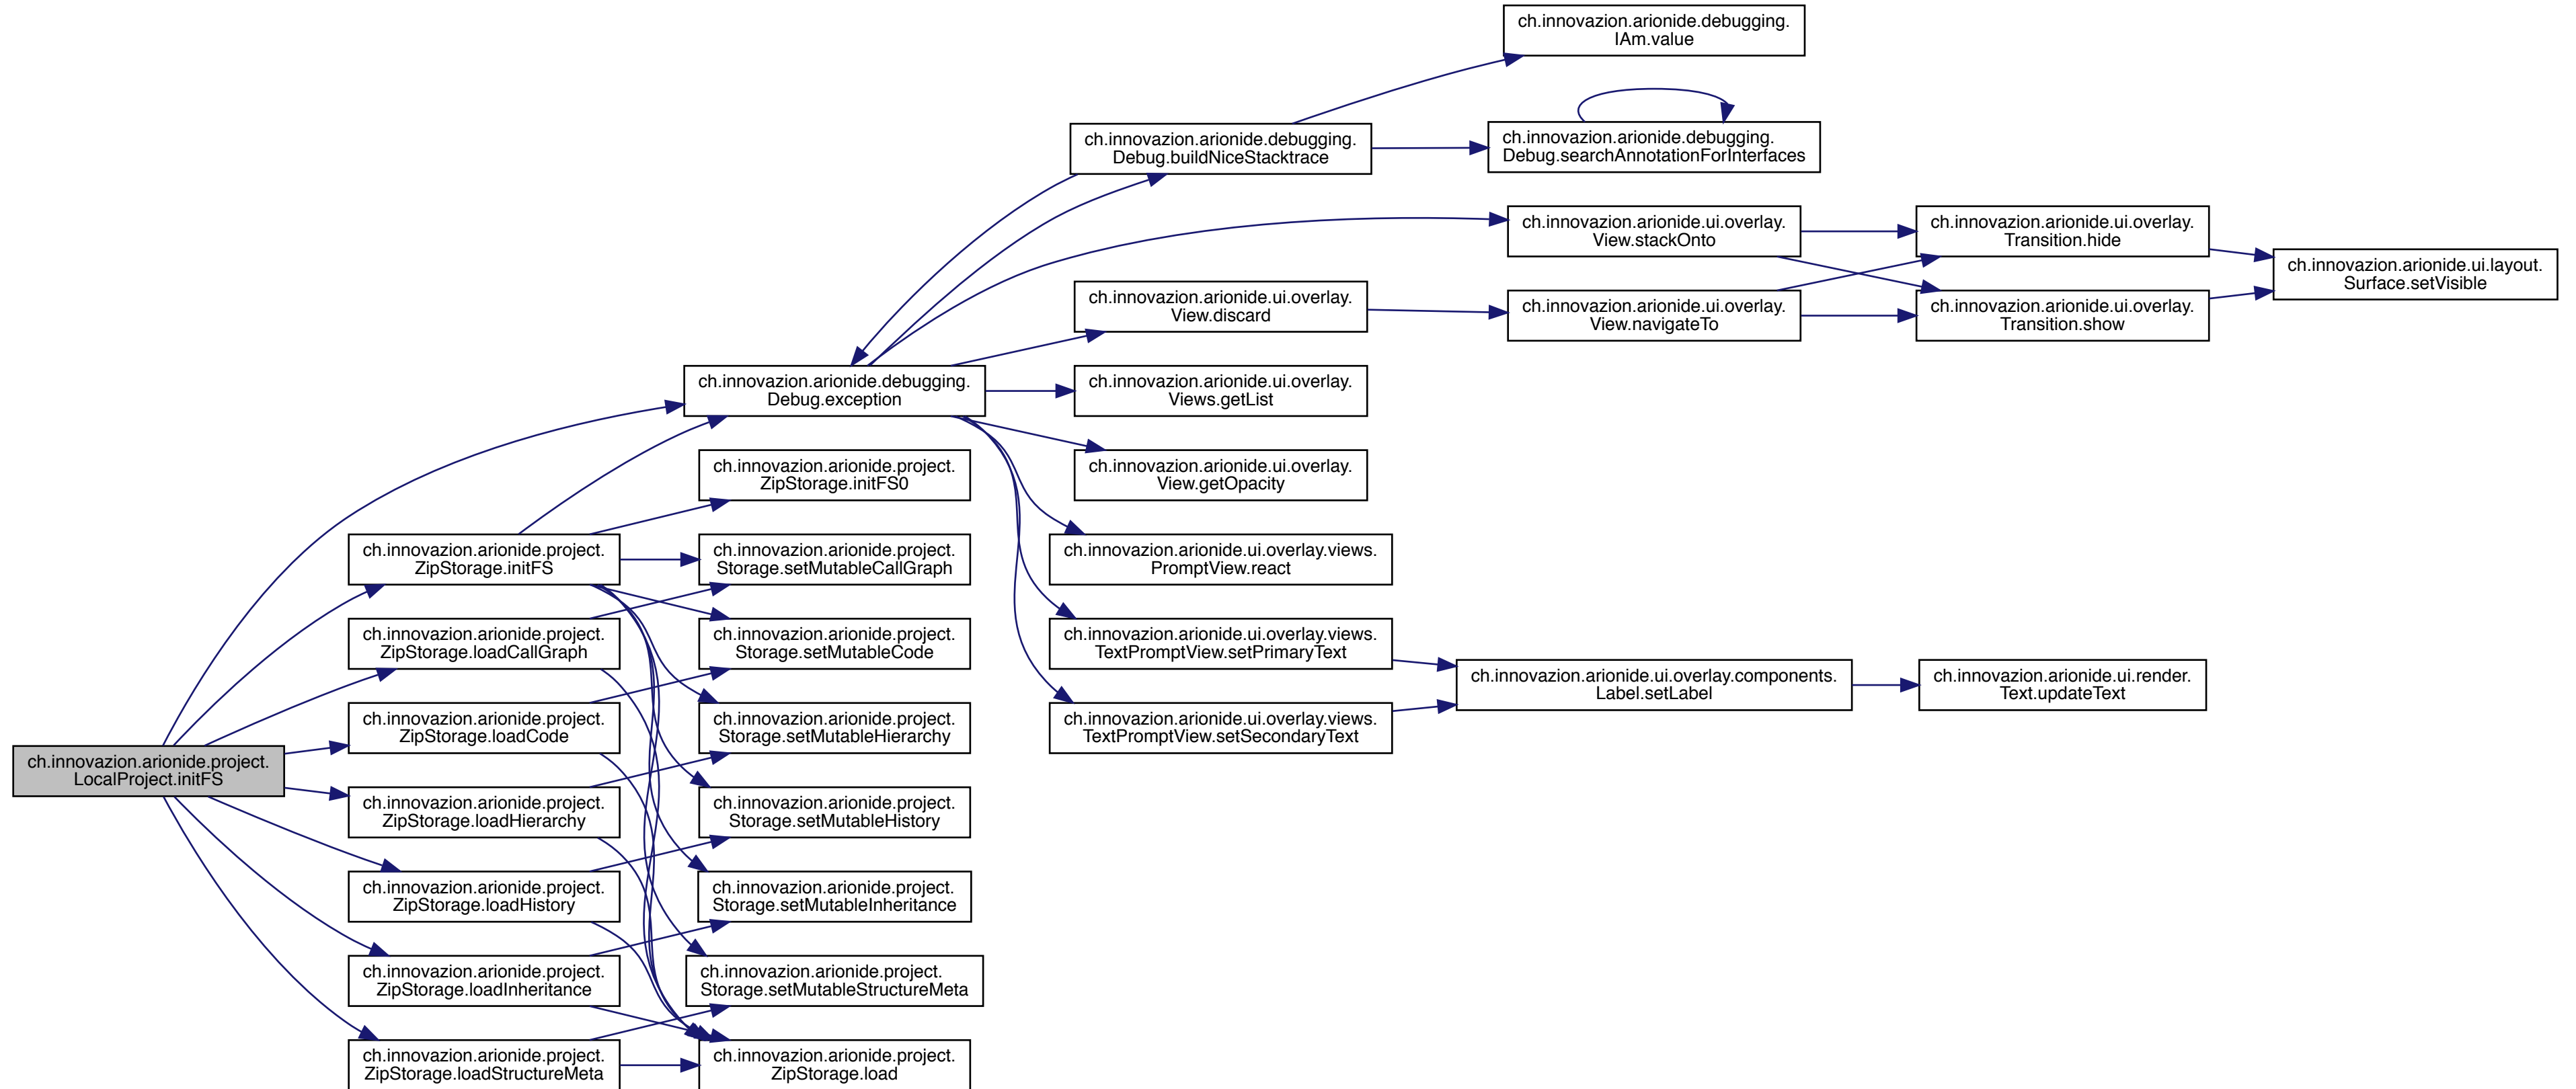 ch.innovazion.arionide.project.
LocalProject.initFS
ch.innovazion.arionide.project.
ZipStorage.initFS
ch.innovazion.arionide.project.
ZipStorage.loadCallGraph
ch.innovazion.arionide.project.
ZipStorage.loadCode
ch.innovazion.arionide.project.
ZipStorage.loadHierarchy
ch.innovazion.arionide.project.
ZipStorage.loadHistory
ch.innovazion.arionide.project.
ZipStorage.loadInheritance
ch.innovazion.arionide.project.
ZipStorage.loadStructureMeta
ch.innovazion.arionide.debugging.
Debug.exception
ch.innovazion.arionide.project.
ZipStorage.initFS0
ch.innovazion.arionide.project.
Storage.setMutableCallGraph
ch.innovazion.arionide.project.
Storage.setMutableCode
ch.innovazion.arionide.project.
Storage.setMutableHierarchy
ch.innovazion.arionide.project.
Storage.setMutableHistory
ch.innovazion.arionide.project.
Storage.setMutableInheritance
ch.innovazion.arionide.project.
Storage.setMutableStructureMeta
ch.innovazion.arionide.project.
ZipStorage.load
ch.innovazion.arionide.debugging.
Debug.buildNiceStacktrace
ch.innovazion.arionide.ui.overlay.
View.discard
ch.innovazion.arionide.ui.overlay.
Views.getList
ch.innovazion.arionide.ui.overlay.
View.getOpacity
ch.innovazion.arionide.ui.overlay.views.
PromptView.react
ch.innovazion.arionide.ui.overlay.views.
TextPromptView.setPrimaryText
ch.innovazion.arionide.ui.overlay.views.
TextPromptView.setSecondaryText
ch.innovazion.arionide.debugging.
IAm.value
ch.innovazion.arionide.debugging.
Debug.searchAnnotationForInterfaces
ch.innovazion.arionide.ui.overlay.
View.stackOnto
ch.innovazion.arionide.ui.overlay.
View.navigateTo
ch.innovazion.arionide.ui.overlay.components.
Label.setLabel
ch.innovazion.arionide.ui.overlay.
Transition.hide
ch.innovazion.arionide.ui.overlay.
Transition.show
ch.innovazion.arionide.ui.render.
Text.updateText
ch.innovazion.arionide.ui.layout.
Surface.setVisible